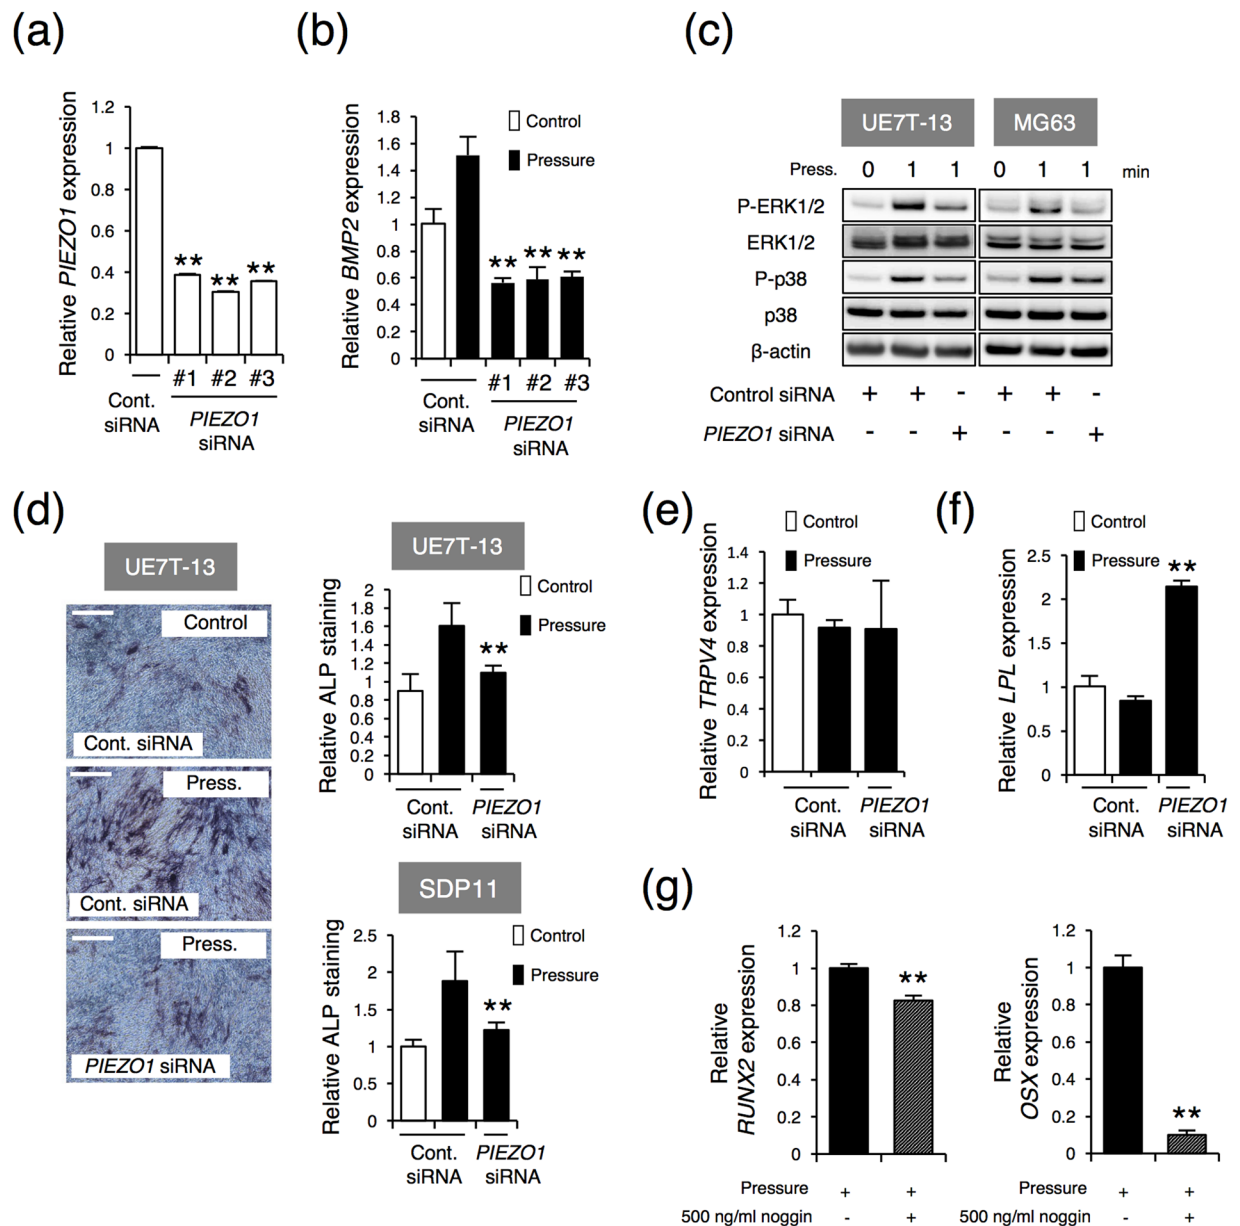 (a)
Relative PIEZO1 expression
1.2
1
0.8
0.6
0.4
0.2
0
**
**
**
#1 #2 #3
Cont.
siRNA
PIEZO1
siRNA
(b)
Relative BMP2 expression
1.8
1.6
1.4
1.2
1
0.8
0.6
0.4
0.2
0
Control
Pressure
** ** **
#1 #2 #3
Cont.
siRNA
PIEZO1
siRNA
(c)
UE7T-13 MG63
Press. 0 1 1 0 1 1 min
P-ERK1/2
ERK1/2
P-p38
p38
β-actin
Control siRNA + + - + + -
PIEZO1 siRNA - - + - - +
(d)
UE7T-13
Control
Cont. siRNA
Press.
Cont. siRNA
Press.
PIEZO1 siRNA
UE7T-13
Relative ALP staining
2
1.8
1.6
1.4
1.2
1
0.8
0.6
0.4
0.2
0
Control
Pressure
**
Cont.
siRNA
PIEZO1
siRNA
SDP11
Relative ALP staining
2.5
2
1.5
1
0.5
0
Control
Pressure
**
Cont.
siRNA
PIEZO1
siRNA
(e)
Relative TRPV4 expression
1.4
1.2
1
0.8
0.6
0.4
0.2
0
Control
Pressure
Cont.
siRNA
PIEZO1
siRNA
(f)
Relative LPL expression
2.5
2
1.5
1
0.5
0
Control
Pressure
**
Cont.
siRNA
PIEZO1
siRNA
(g)
Relative
RUNX2 expression
1.2
1
0.8
0.6
0.4
0.2
0
**
Pressure + +
500 ng/ml noggin - +
Relative
OSX expression
1.2
1
0.8
0.6
0.4
0.2
0
**
Pressure + +
500 ng/ml noggin - +